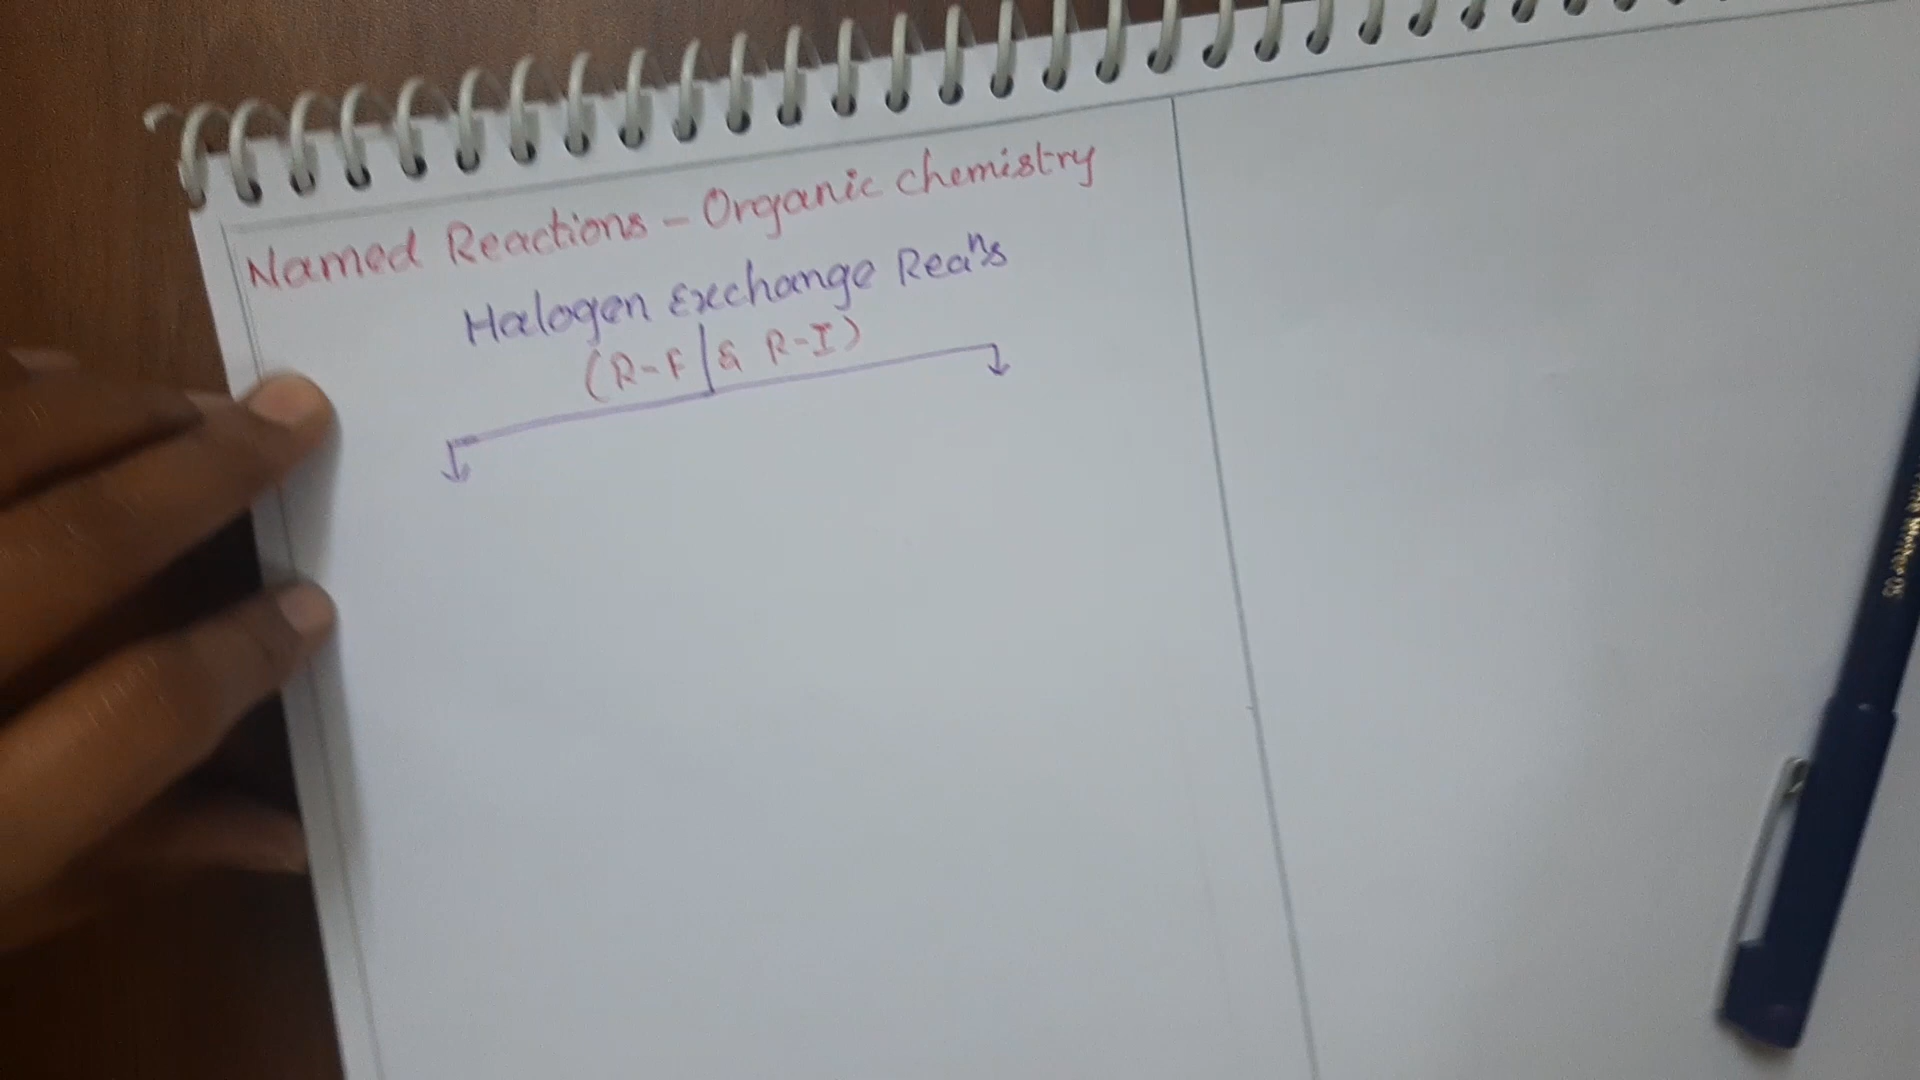 Named Reactions - Organic chemistry
Halogen Exchange Reaⁿs
(R-F & R-I)